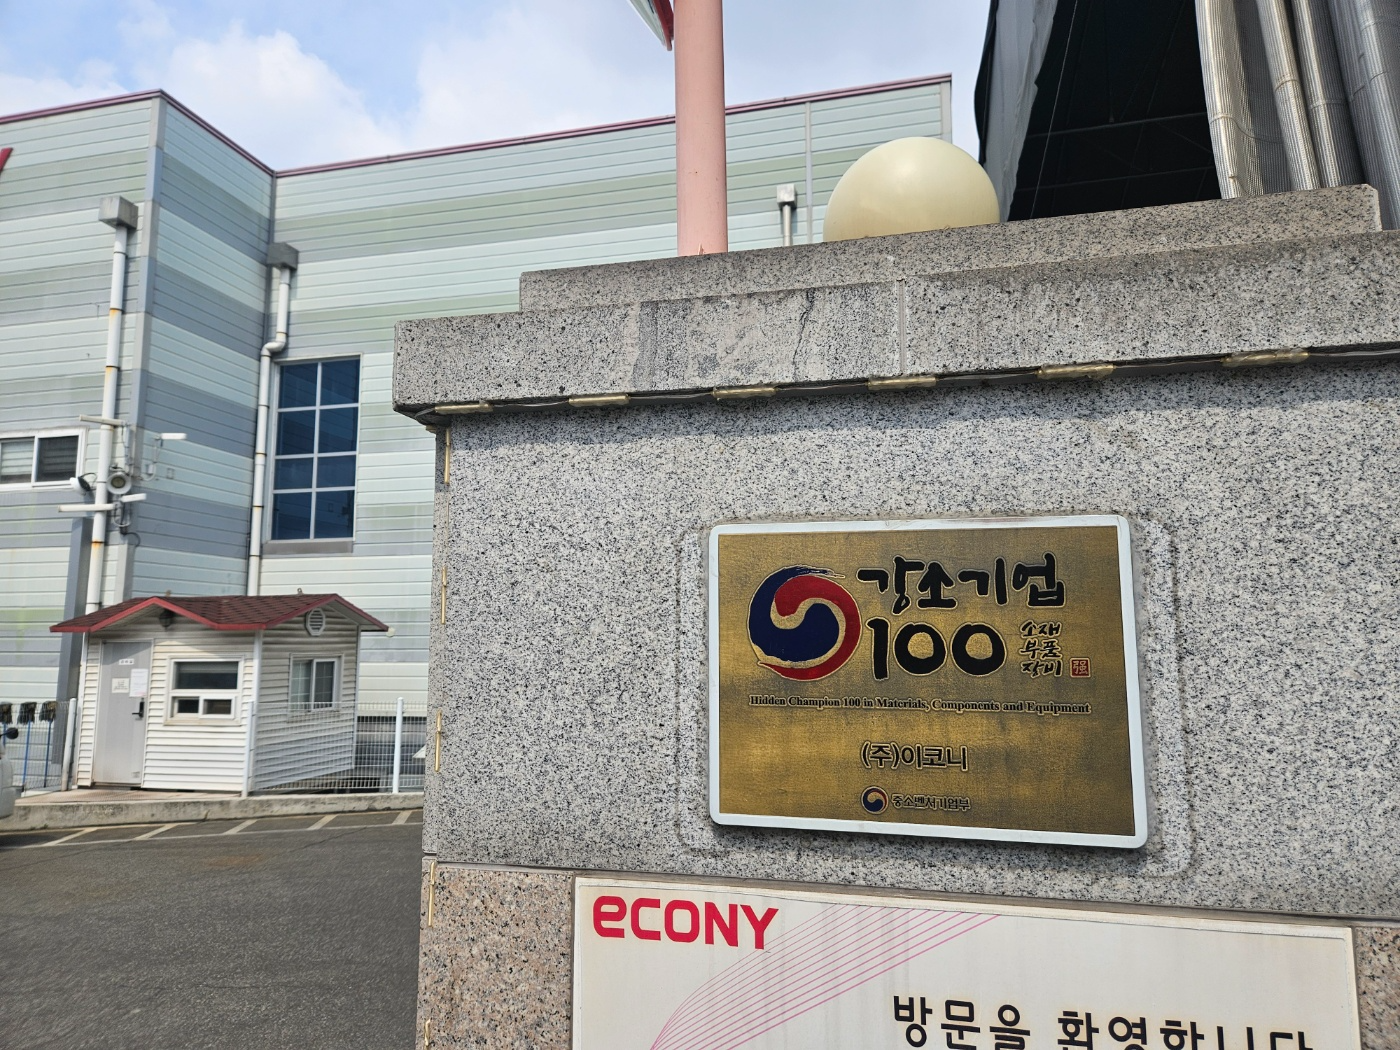 강소기업
100
소재
부품
장비
强
Hidden Champion 100 in Materials, Components and Equipment
(주)이코니
중소벤처기업부
eCONY
방문을 환영합니다